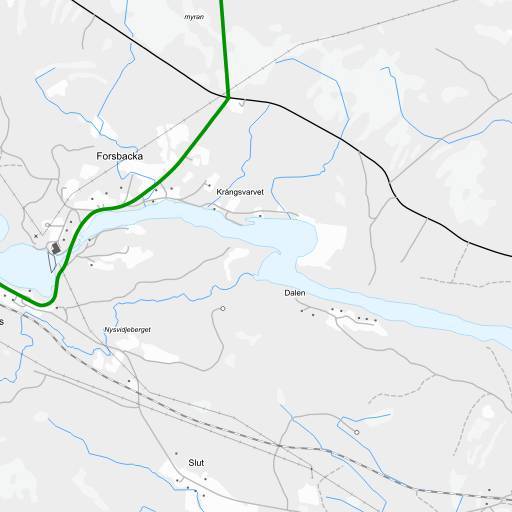 myran
Forsbacka
Krångsvarvet
Dalen
Nysvidjeberget
s
Slut